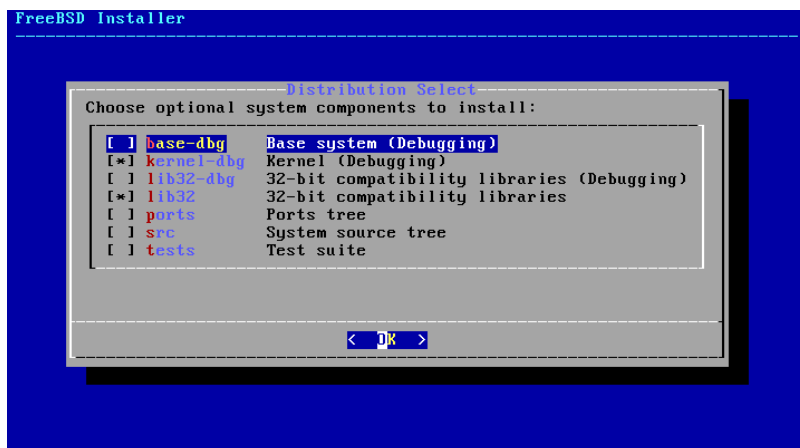 FreeBSD Installer
Distribution Select
Choose optional system components to install:
[ ] base-dbg Base system (Debugging)
[*] kernel-dbg Kernel (Debugging)
[ ] lib32-dbg 32-bit compatibility libraries (Debugging)
[*] lib32 32-bit compatibility libraries
[ ] ports Ports tree
[ ] src System source tree
[ ] tests Test suite
< OK >